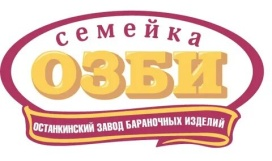 семейка
ОЗБИ
ОСТАНКИНСКИЙ ЗАВОД БАРАНОЧНЫХ ИЗДЕЛИЙ